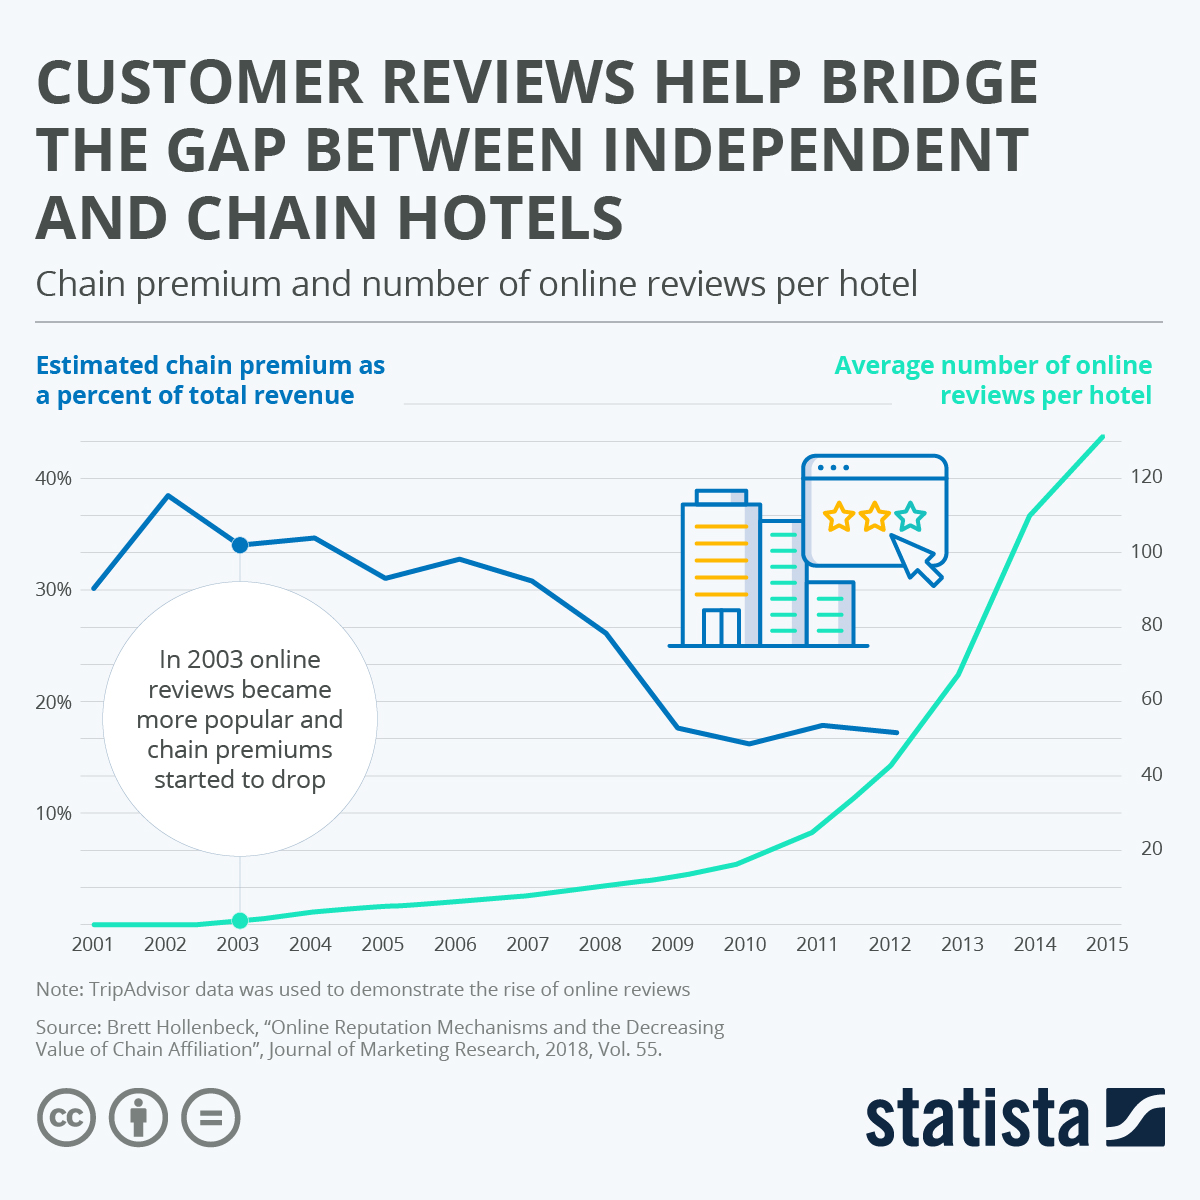 CUSTOMER REVIEWS HELP BRIDGE
THE GAP BETWEEN INDEPENDENT
AND CHAIN HOTELS
Chain premium and number of online reviews per hotel
Estimated chain premium as
a percent of total revenue
Average number of online
reviews per hotel
40%
30%
20%
10%
120
100
80
60
40
20
In 2003 online
reviews became
more popular and
chain premiums
started to drop
2001 2002 2003 2004 2005 2006 2007 2008 2009 2010 2011 2012 2013 2014 2015
Note: TripAdvisor data was used to demonstrate the rise of online reviews
Source: Brett Hollenbeck, “Online Reputation Mechanisms and the Decreasing
Value of Chain Affiliation”, Journal of Marketing Research, 2018, Vol. 55.
cc
statista